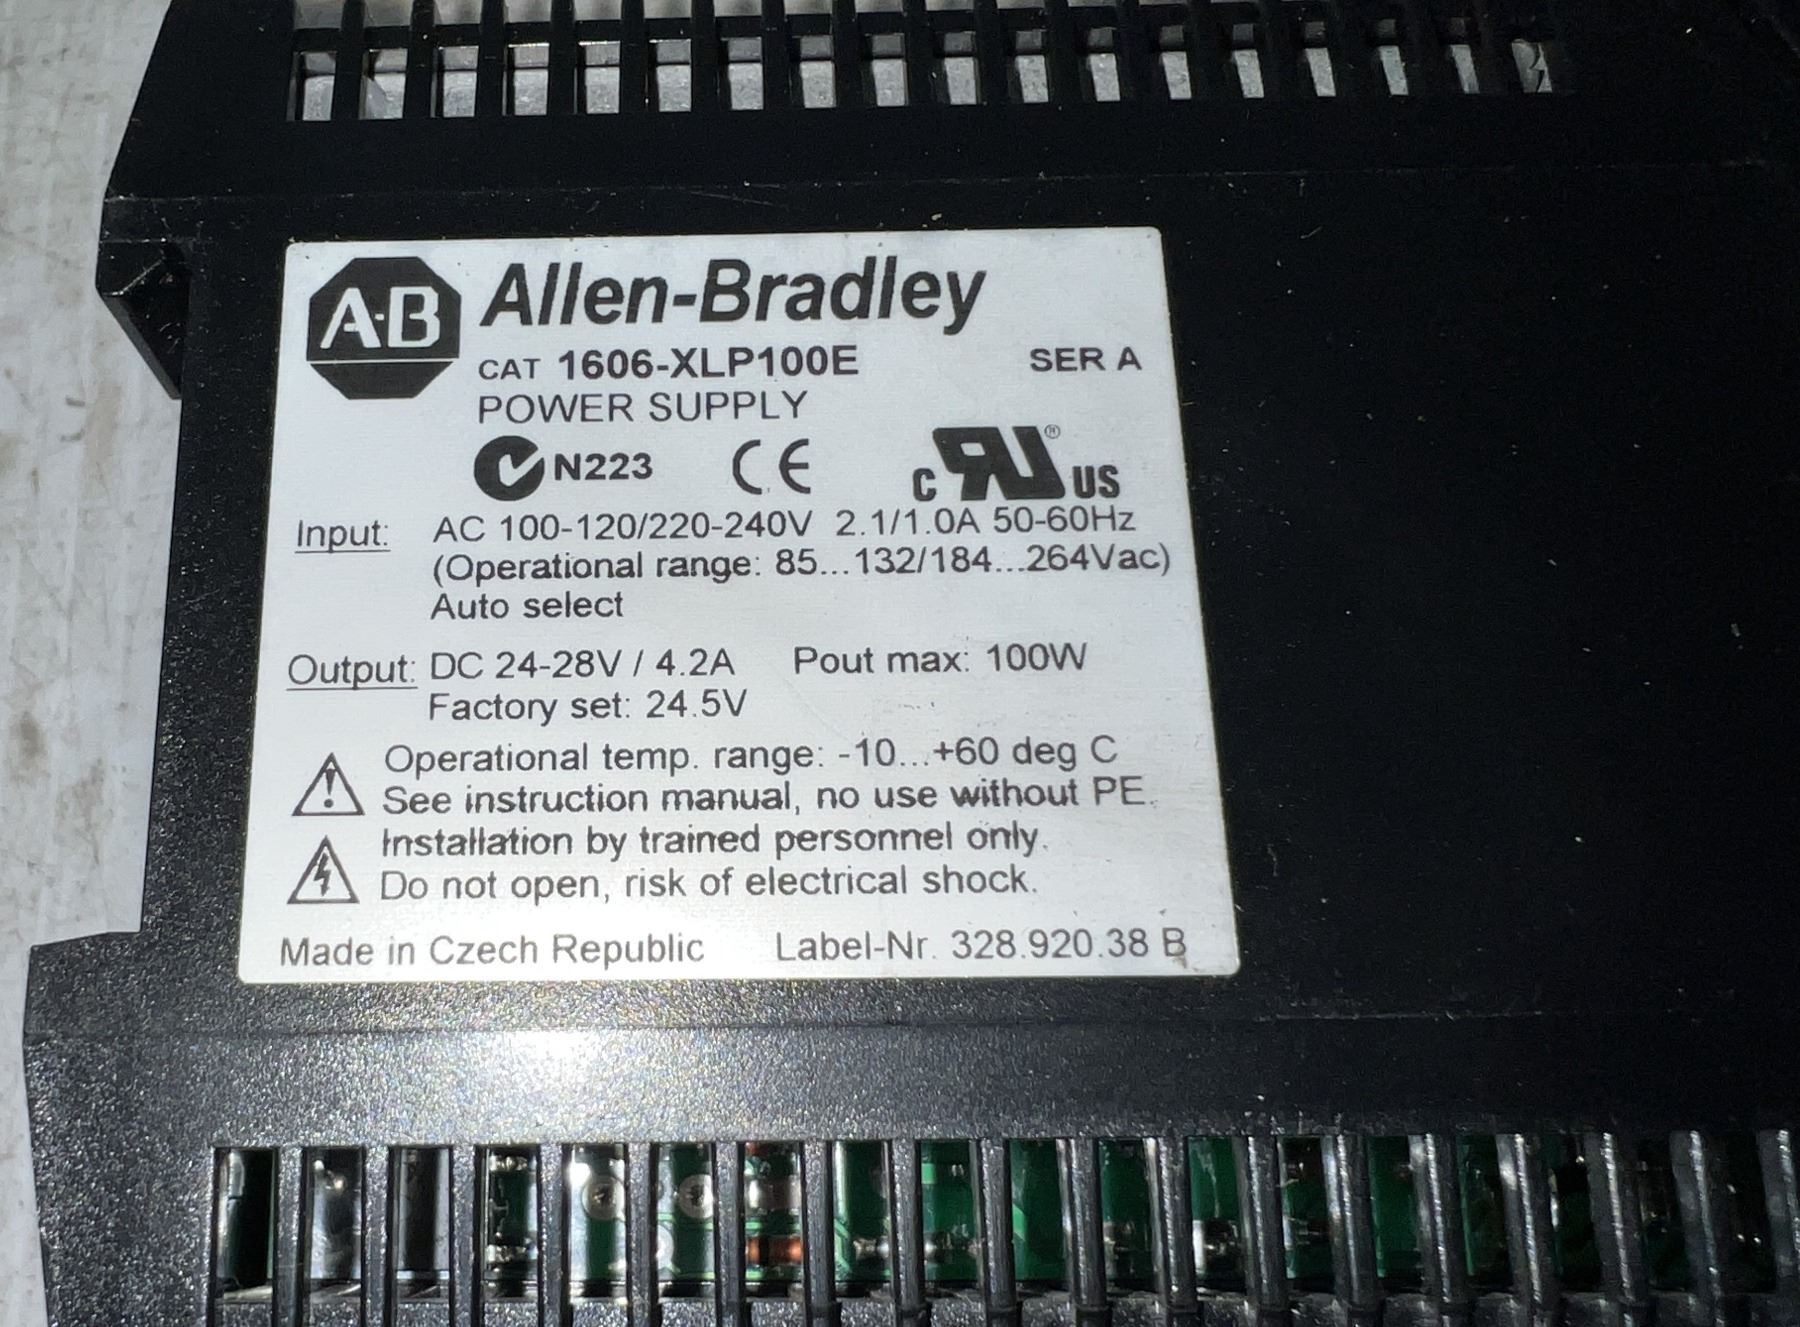 A-B Allen-Bradley
CAT 1606-XLP100E SER A
POWER SUPPLY
N223 CE c RU ® US
Input: AC 100-120/220-240V 2.1/1.0A 50-60Hz
(Operational range: 85...132/184...264Vac)
Auto select
Output: DC 24-28V / 4.2A Pout max: 100W
Factory set: 24.5V
Operational temp. range: -10...+60 deg C
See instruction manual, no use without PE.
Installation by trained personnel only.
Do not open, risk of electrical shock.
Made in Czech Republic Label-Nr. 328.920.38 B